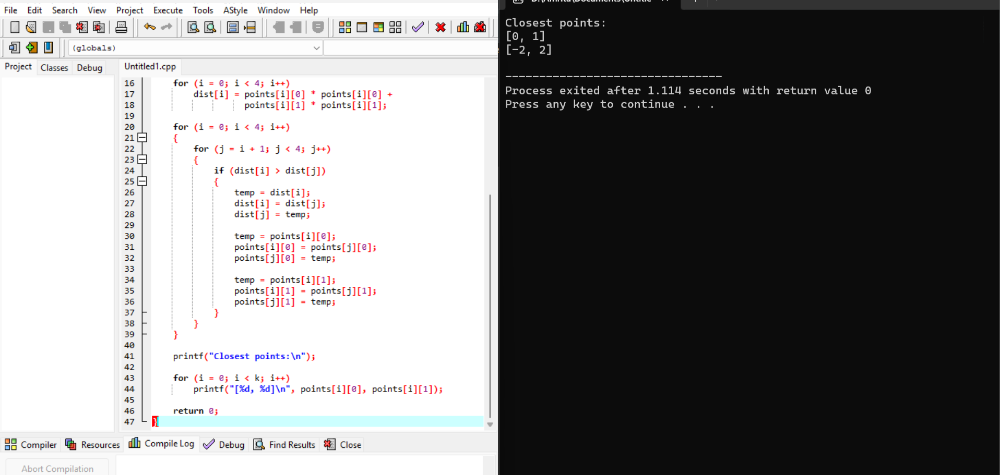 File Edit Search View Project Execute Tools AStyle Window Help
(globals)
Project Classes Debug
Untitled1.cpp
16 for (i = 0; i < 4; i++)
17 dist[i] = points[i][0] * points[i][0] +
18 points[i][1] * points[i][1];
19
20 for (i = 0; i < 4; i++)
21 {
22 for (j = i + 1; j < 4; j++)
23 {
24 if (dist[i] > dist[j])
25 {
26 temp = dist[i];
27 dist[i] = dist[j];
28 dist[j] = temp;
29
30 temp = points[i][0];
31 points[i][0] = points[j][0];
32 points[j][0] = temp;
33
34 temp = points[i][1];
35 points[i][1] = points[j][1];
36 points[j][1] = temp;
37 }
38 }
39 }
40
41 printf("Closest points:\n");
42
43 for (i = 0; i < k; i++)
44 printf("[%d, %d]\n", points[i][0], points[i][1]);
45
46 return 0;
47 }
Compiler Resources Compile Log Debug Find Results Close
Abort Compilation
Closest points:
[0, 1]
[-2, 2]
--------------------------------
Process exited after 1.114 seconds with return value 0
Press any key to continue . . .